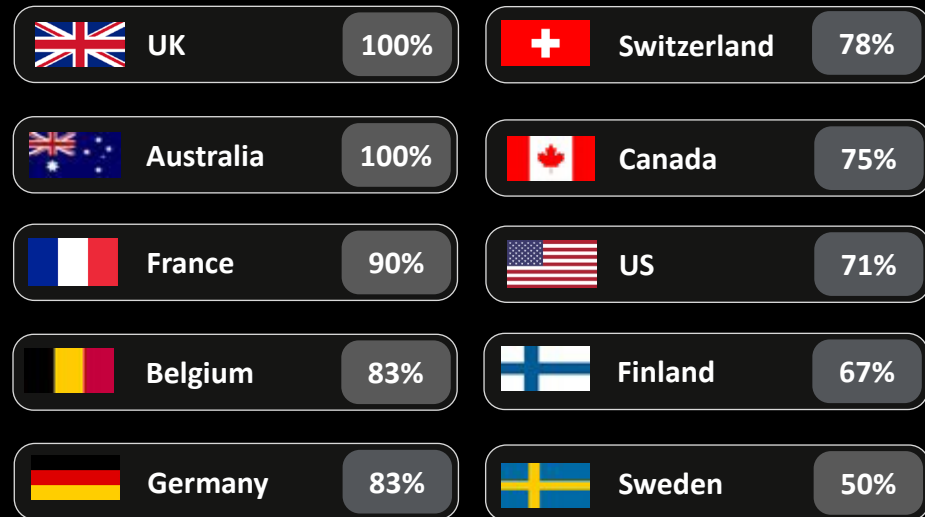 UK 100%
Australia 100%
France 90%
Belgium 83%
Germany 83%
Switzerland 78%
Canada 75%
US 71%
Finland 67%
Sweden 50%